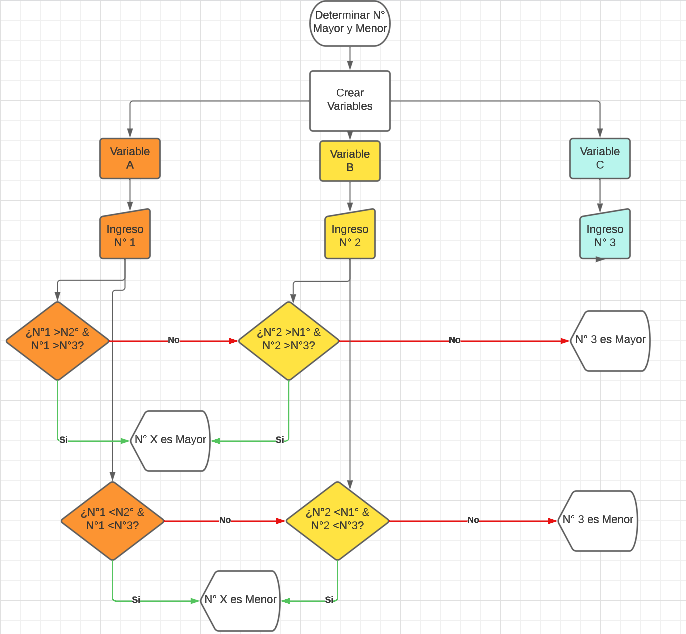 Determinar N°
Mayor y Menor
Crear
Variables
Variable
A
Variable
B
Variable
C
Ingreso
N° 1
Ingreso
N° 2
Ingreso
N° 3
¿N°1 >N2° &
N°1 >N°3?
No
¿N°2 >N1° &
N°2 >N°3?
No
N° 3 es Mayor
Si
N° X es Mayor
Si
¿N°1 <N2° &
N°1 <N°3?
No
¿N°2 <N1° &
N°2 <N°3?
No
N° 3 es Menor
Si
N° X es Menor
Si